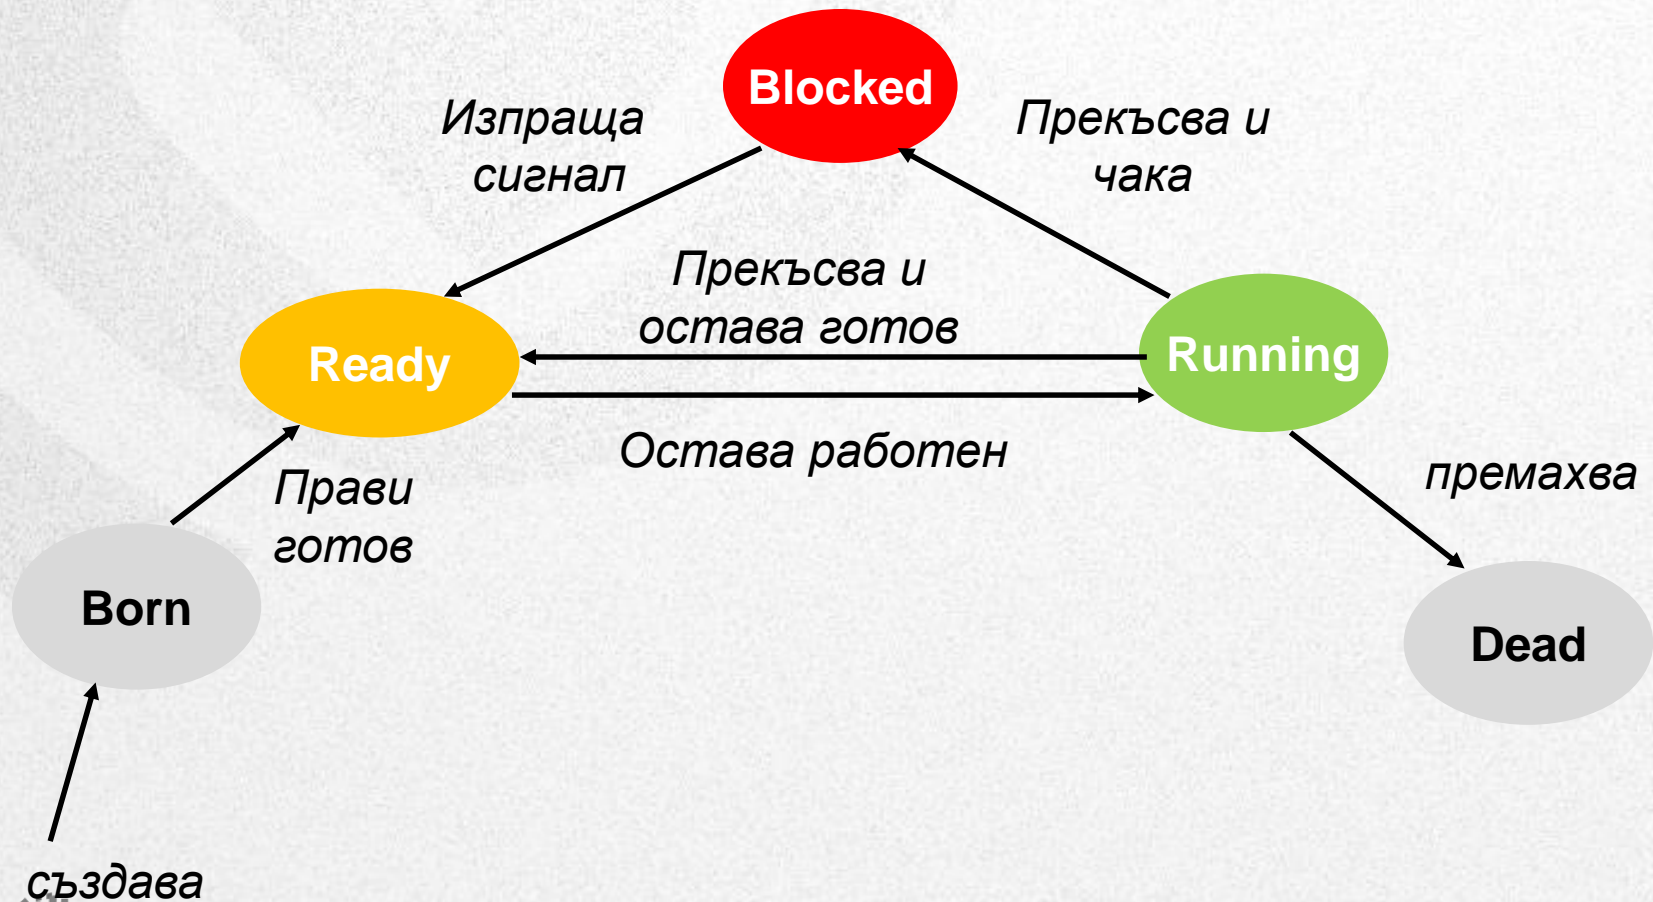 Blocked
Изпраща
сигнал
Прекъсва и
чака
Прекъсва и
остава готов
Ready
Running
Остава работен
Прави
готов
премахва
Born
Dead
създава